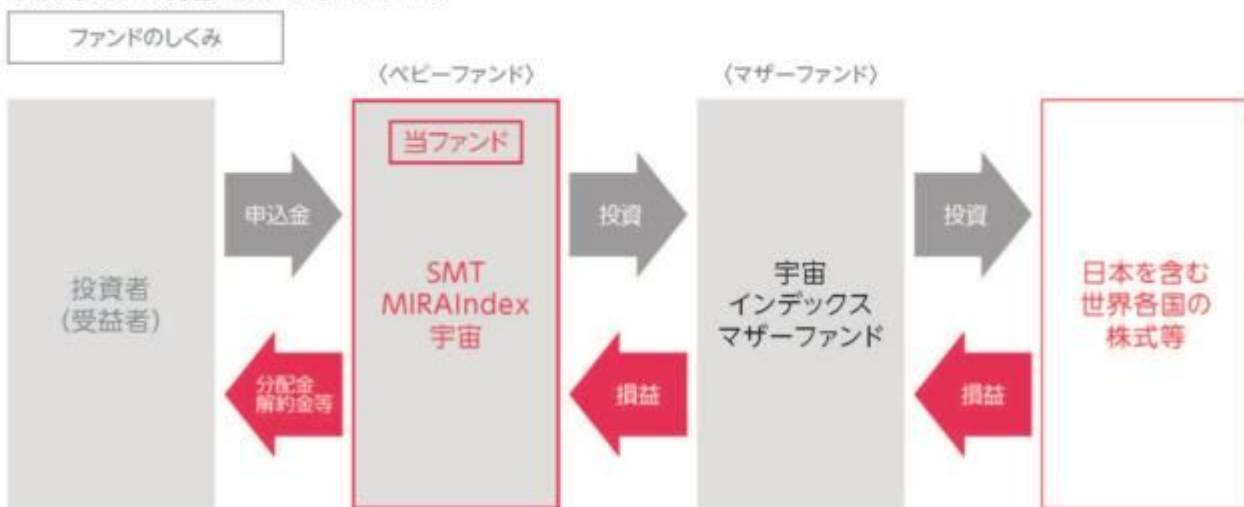 ファンドのしくみ
〈ベビーファンド〉
〈マザーファンド〉
投資者
(受益者)
申込金
分配金
解約金等
当ファンド
SMT
MIRAIndex
宇宙
投資
損益
宇宙
インデックス
マザーファンド
投資
損益
日本を含む
世界各国の
株式等